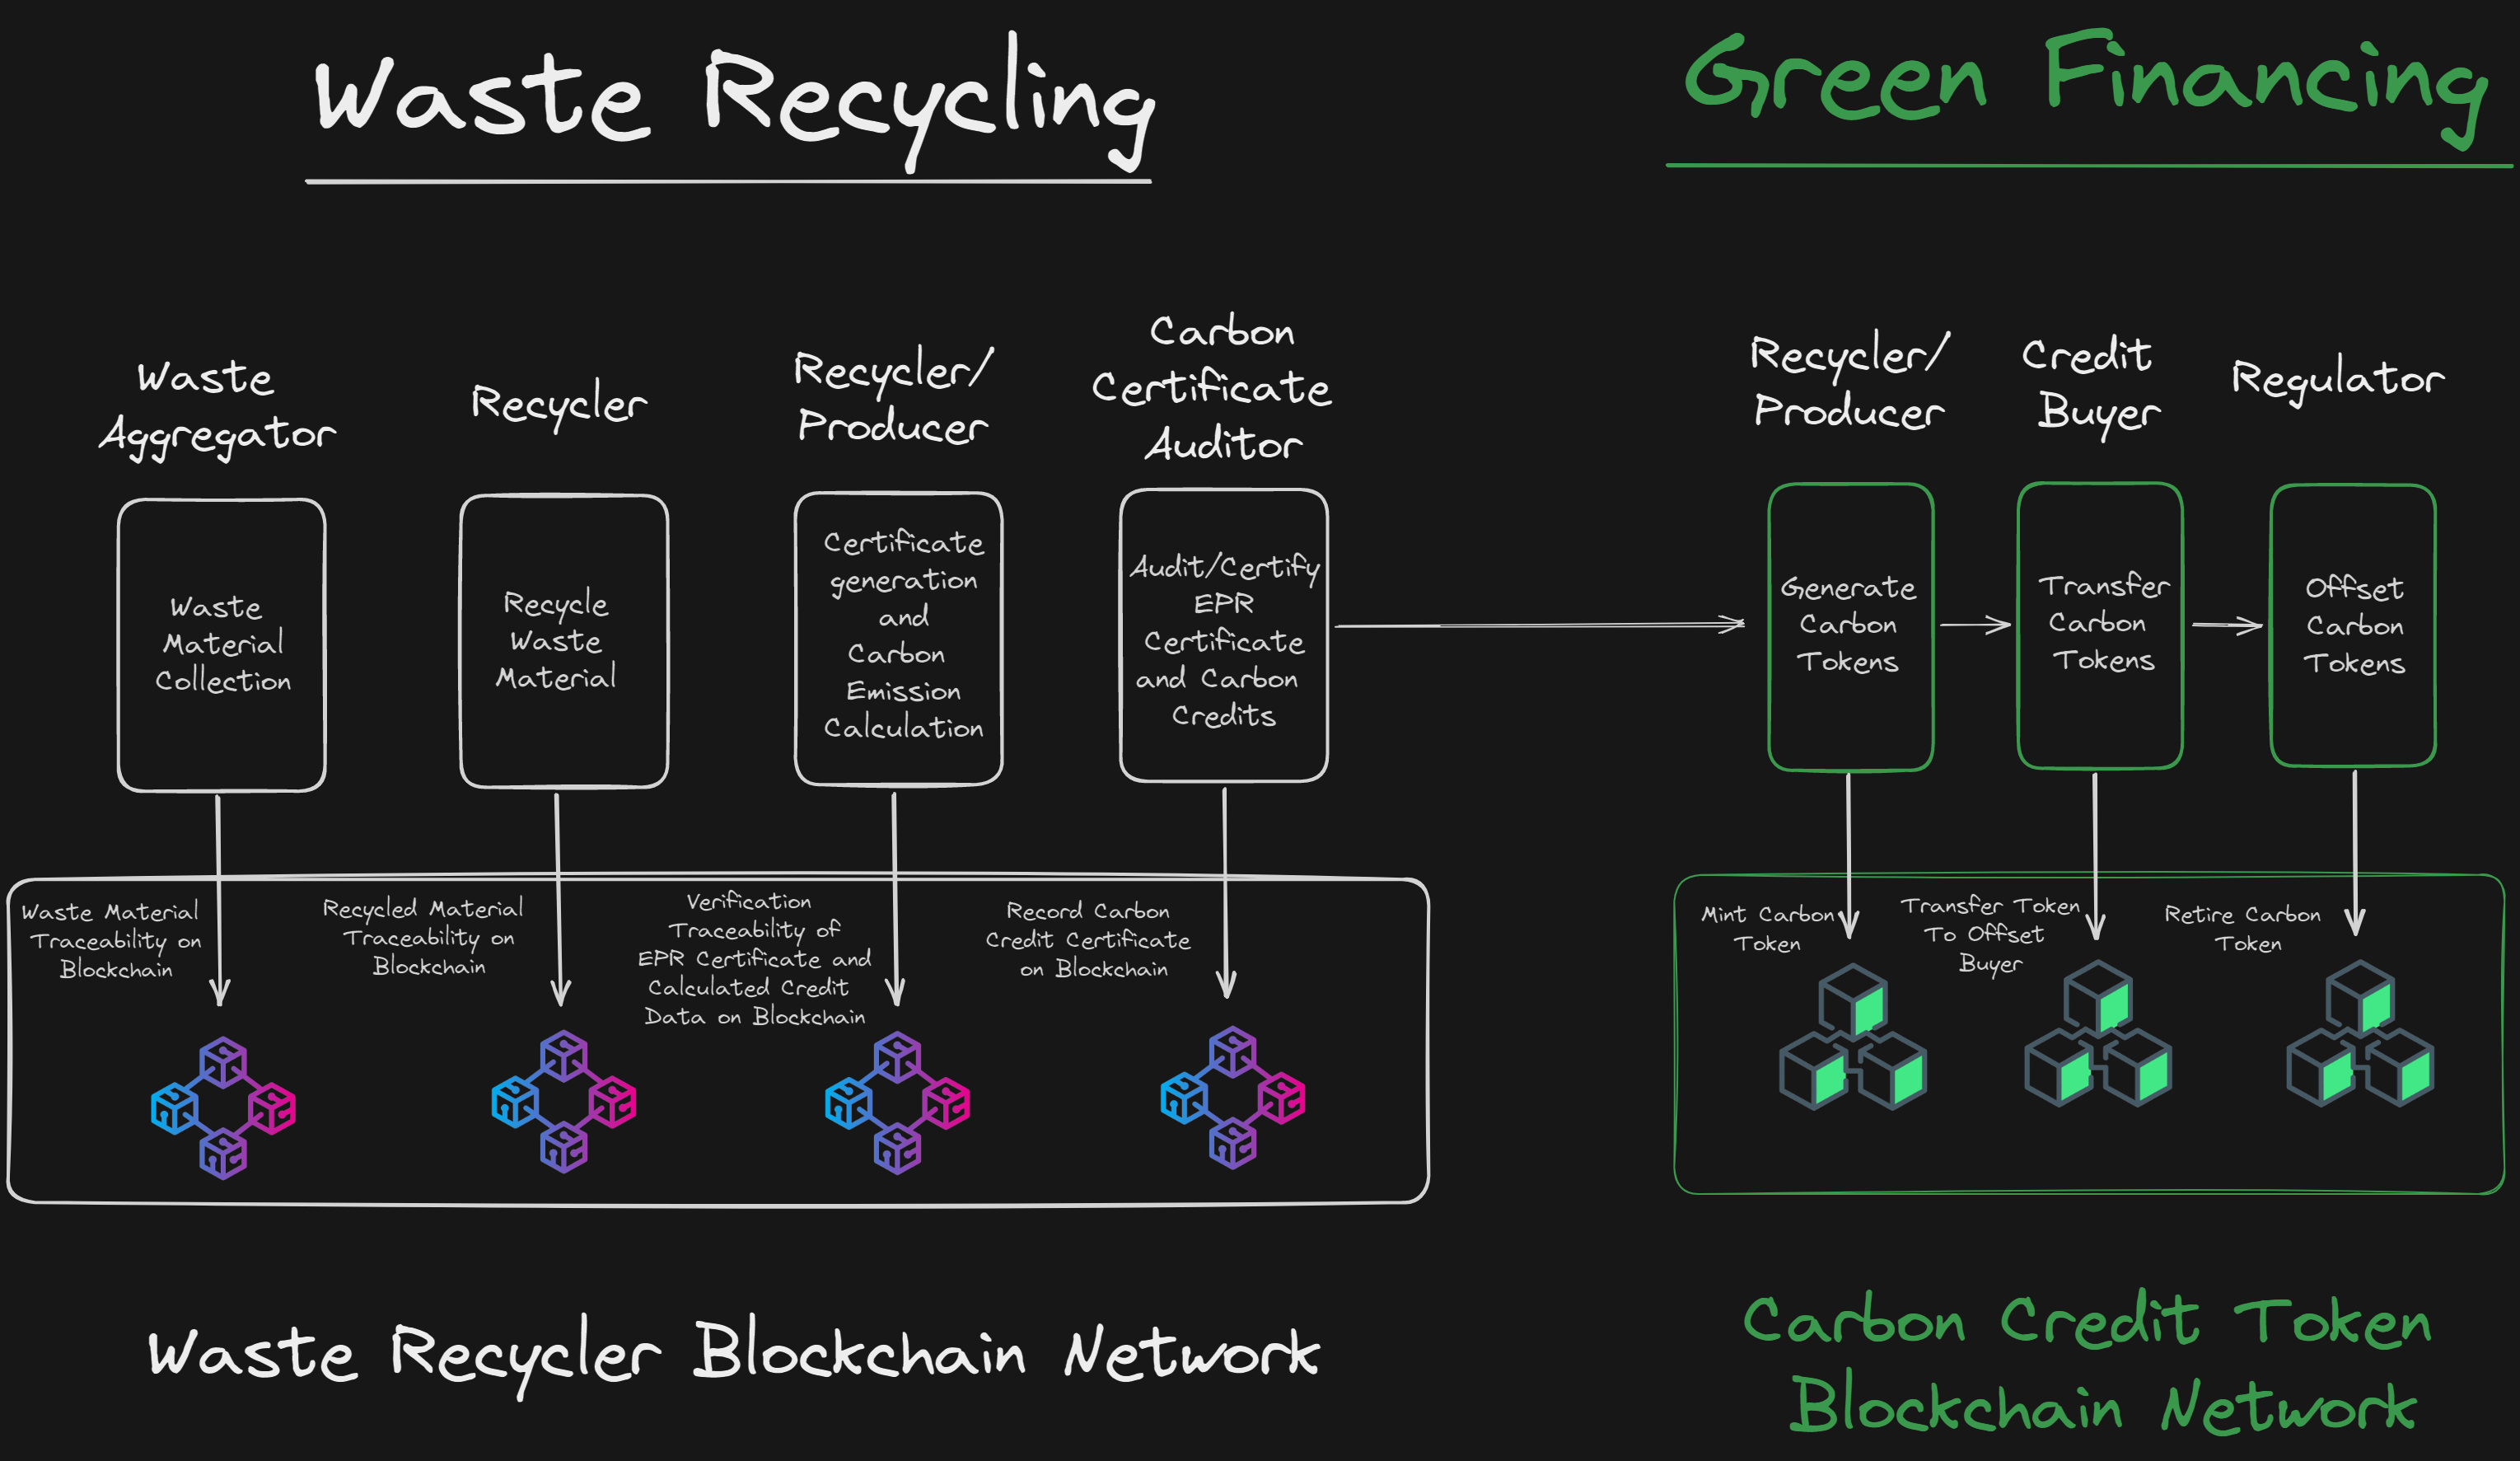 Waste Recycling
Green Financing
Waste
Aggregator
Recycler
Recycler/
Producer
Carbon
Certificate
Auditor
Recycler/
Producer
Credit
Buyer
Regulator
Waste
Material
Collection
Recycle
Waste
Material
Certificate
generation
and
Carbon
Emission
Calculation
Audit/Certify
EPR
Certificate
and Carbon
Credits
Generate
Carbon
Tokens
Transfer
Carbon
Tokens
Offset
Carbon
Tokens
Waste Material
Traceability on
Blockchain
Recycled Material
Traceability on
Blockchain
Verification
Traceability of
EPR Certificate and
Calculated Credit
Data on Blockchain
Record Carbon
Credit Certificate
on Blockchain
Mint Carbon
Token
Transfer Token
To Offset
Buyer
Retire Carbon
Token
Waste Recycler Blockchain Network
Carbon Credit Token
Blockchain Network